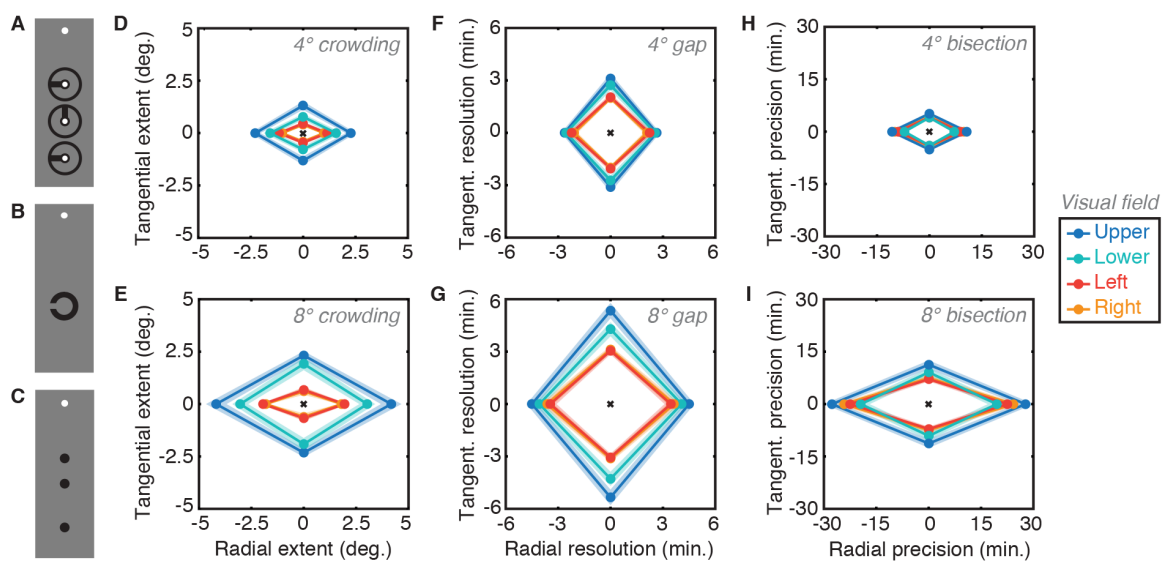 A
B
C
D
4° crowding
Tangential extent (deg.)
5
2.5
0
-2.5
-5
-5
-2.5
0
2.5
5
F
4° gap
Tangent. resolution (min.)
6
3
0
-3
-6
-6
-3
0
3
6
H
4° bisection
Tangent. precision (min.)
30
15
0
-15
-30
-30
-15
0
15
30
E
8° crowding
Tangential extent (deg.)
5
2.5
0
-2.5
-5
-5
-2.5
0
2.5
5
Radial extent (deg.)
G
8° gap
Tangent. resolution (min.)
6
3
0
-3
-6
-6
-3
0
3
6
Radial resolution (min.)
I
8° bisection
Tangent. precision (min.)
30
15
0
-15
-30
-30
-15
0
15
30
Radial precision (min.)
Visual field
Upper
Lower
Left
Right